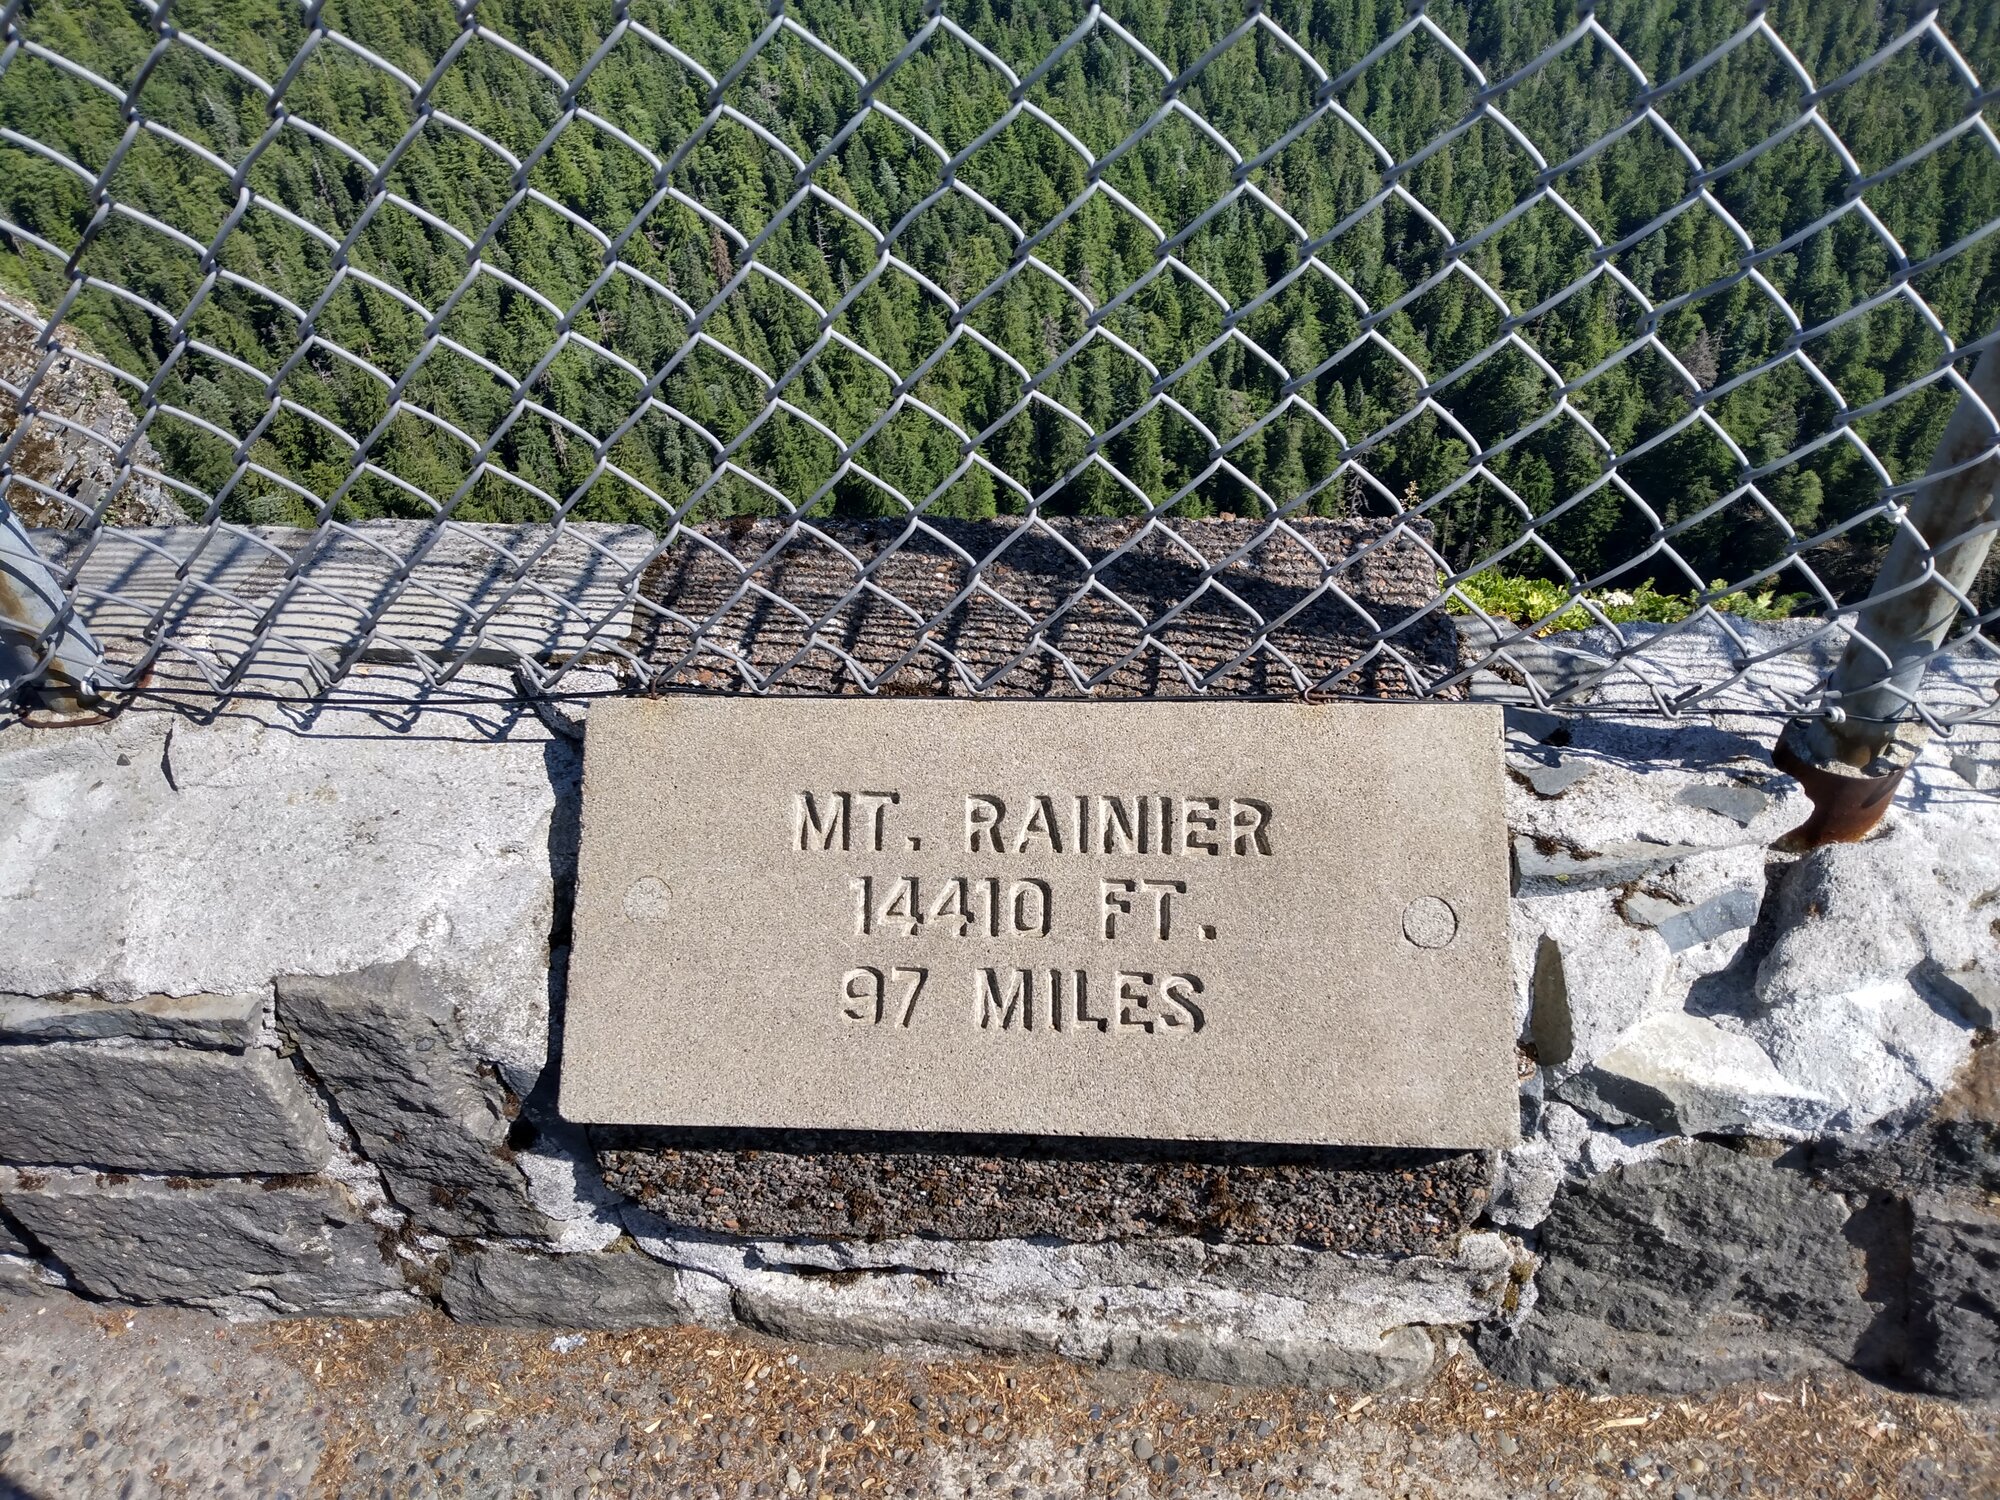 MT. RAINIER
14410 FT.
97 MILES